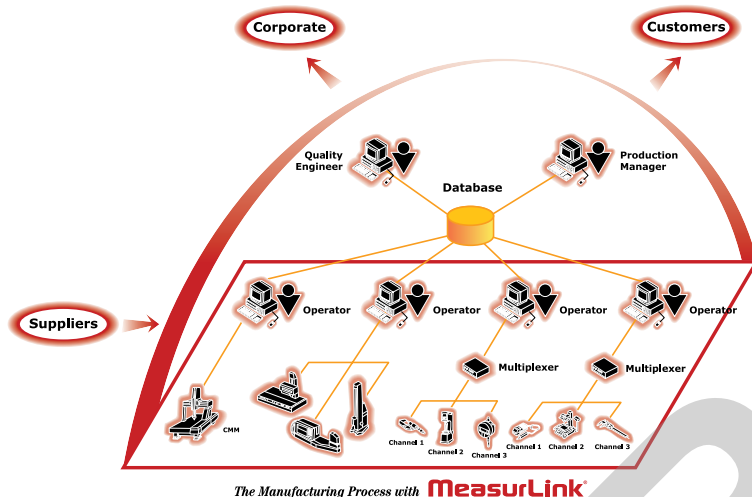 Corporate
Customers
Quality
Engineer
Production
Manager
Database
Operator
Operator
Operator
Operator
Suppliers
Multiplexer
Multiplexer
CMM
Channel 1
Channel 2
Channel 3
Channel 1
Channel 2
Channel 3
The Manufacturing Process with MeasurLink®